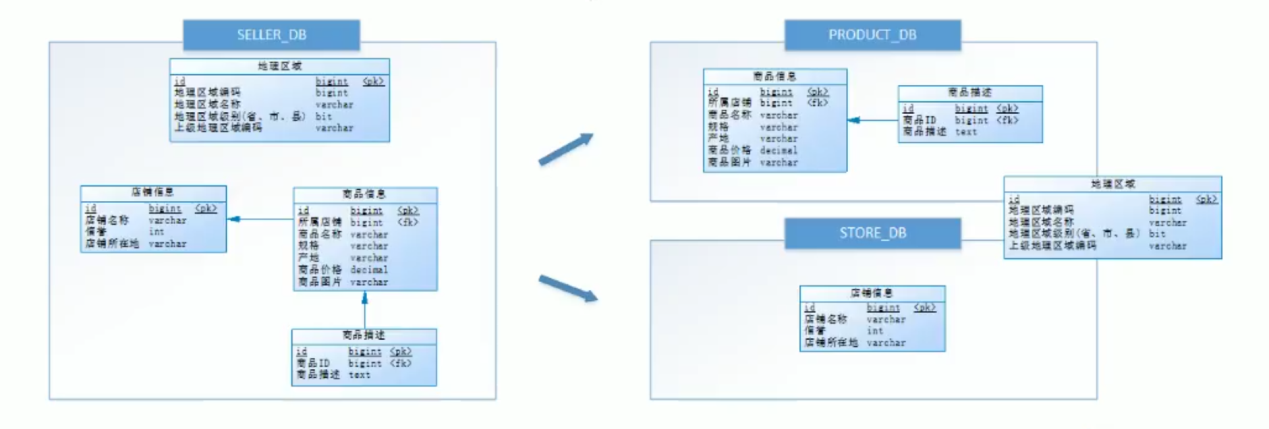 SELLER_DB
地理区域
id bigint <pk>
地理区域编码 bigint
地理区域名称 varchar
地理区域级别(省、市、县) bit
上级地理区域编码 varchar
店铺信息
id bigint <pk>
店铺名称 varchar
信誉 int
店铺所在地 varchar
商品信息
id bigint <pk>
所属店铺 bigint <fk>
商品名称 varchar
规格 varchar
产地 varchar
商品价格 decimal
商品图片 varchar
商品描述
id bigint <pk>
商品ID bigint <fk>
商品描述 text
PRODUCT_DB
商品信息
id bigint <pk>
所属店铺 bigint <fk>
商品名称 varchar
规格 varchar
产地 varchar
商品价格 decimal
商品图片 varchar
商品描述
id bigint <pk>
商品ID bigint <fk>
商品描述 text
地理区域
id bigint <pk>
地理区域编码 bigint
地理区域名称 varchar
地理区域级别(省、市、县) bit
上级地理区域编码 varchar
STORE_DB
店铺信息
id bigint <pk>
店铺名称 varchar
信誉 int
店铺所在地 varchar